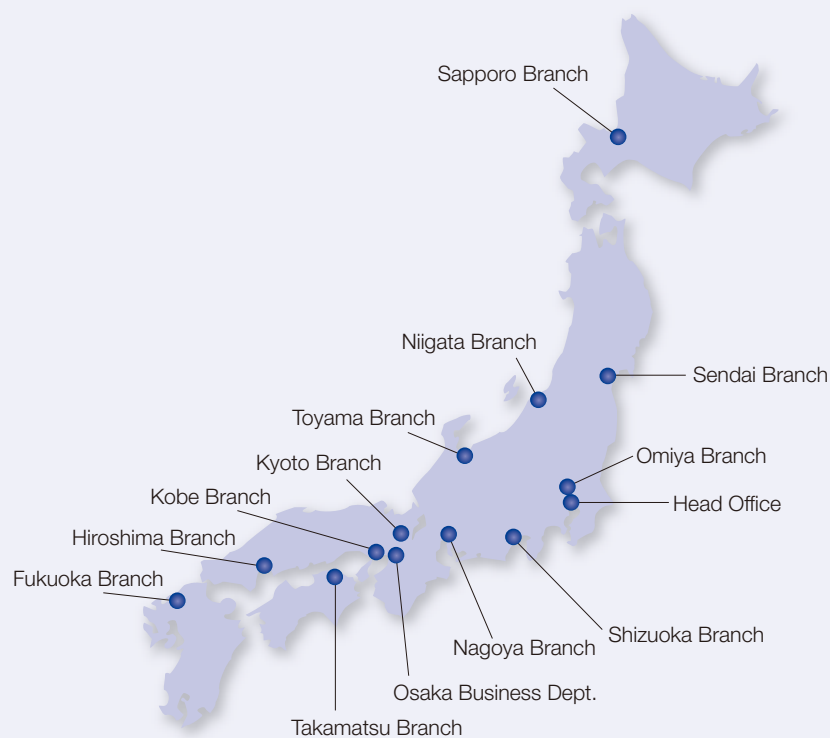 Sapporo Branch
Niigata Branch
Sendai Branch
Toyama Branch
Kyoto Branch
Omiya Branch
Kobe Branch
Head Office
Hiroshima Branch
Fukuoka Branch
Shizuoka Branch
Nagoya Branch
Osaka Business Dept.
Takamatsu Branch